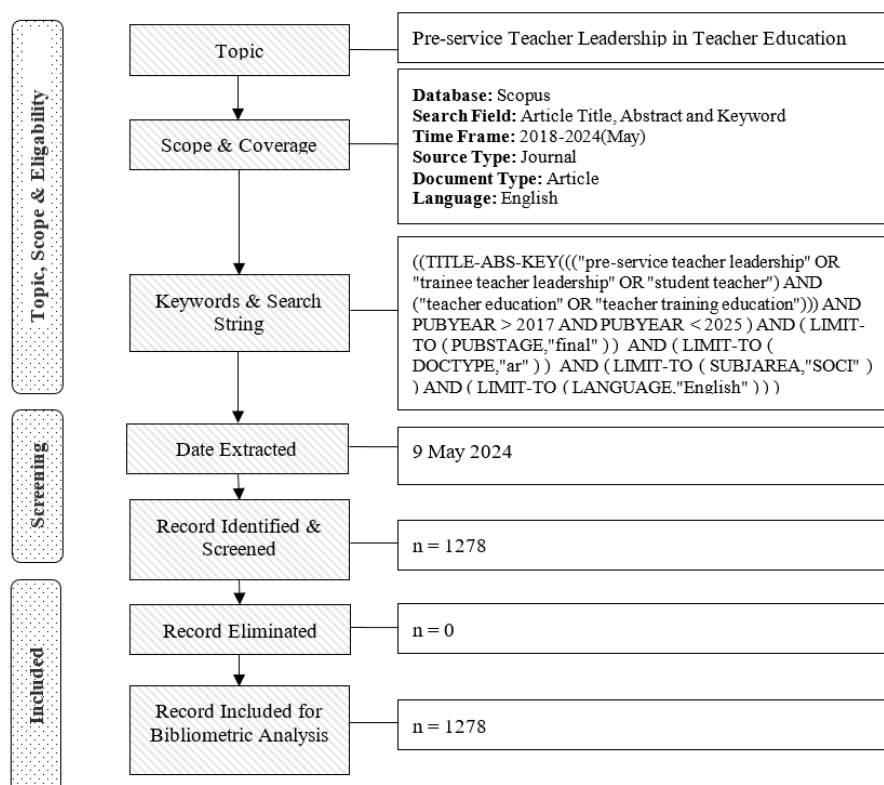 Topic, Scope & Eligability
Topic
Pre-service Teacher Leadership in Teacher Education
Scope & Coverage
Database: Scopus
Search Field: Article Title, Abstract and Keyword
Time Frame: 2018-2024(May)
Source Type: Journal
Document Type: Article
Language: English
Keywords & Search
String
((TITLE-ABS-KEY((("pre-service teacher leadership" OR
"trainee teacher leadership" OR "student teacher") AND
("teacher education" OR "teacher training education"))) AND
PUBYEAR > 2017 AND PUBYEAR < 2025 ) AND ( LIMIT-
TO ( PUBSTAGE,"final" ) ) AND ( LIMIT-TO (
DOCTYPE,"ar" ) ) AND ( LIMIT-TO ( SUBJAREA,"SOCI" )
) AND ( LIMIT-TO ( LANGUAGE,"English" ) ) )
Screening
Date Extracted
9 May 2024
Record Identified &
Screened
n = 1278
Included
Record Eliminated
n = 0
Record Included for
Bibliometric Analysis
n = 1278